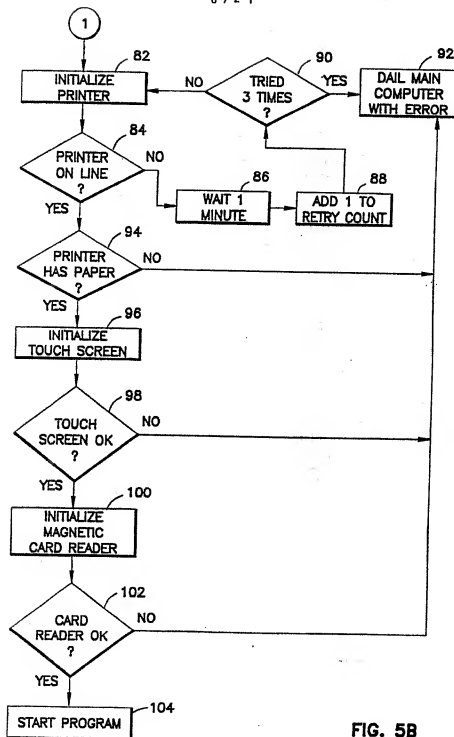 1
82
INITIALIZE
PRINTER
NO
90
TRIED
3 TIMES
?
YES
92
DAIL MAIN
COMPUTER
WITH ERROR
84
PRINTER
ON LINE
?
NO
YES
86
WAIT 1
MINUTE
88
ADD 1 TO
RETRY COUNT
94
PRINTER
HAS PAPER
?
NO
YES
96
INITIALIZE
TOUCH SCREEN
98
TOUCH
SCREEN OK
?
NO
YES
100
INITIALIZE
MAGNETIC
CARD READER
102
CARD
READER OK
?
NO
YES
104
START PROGRAM
FIG. 5B